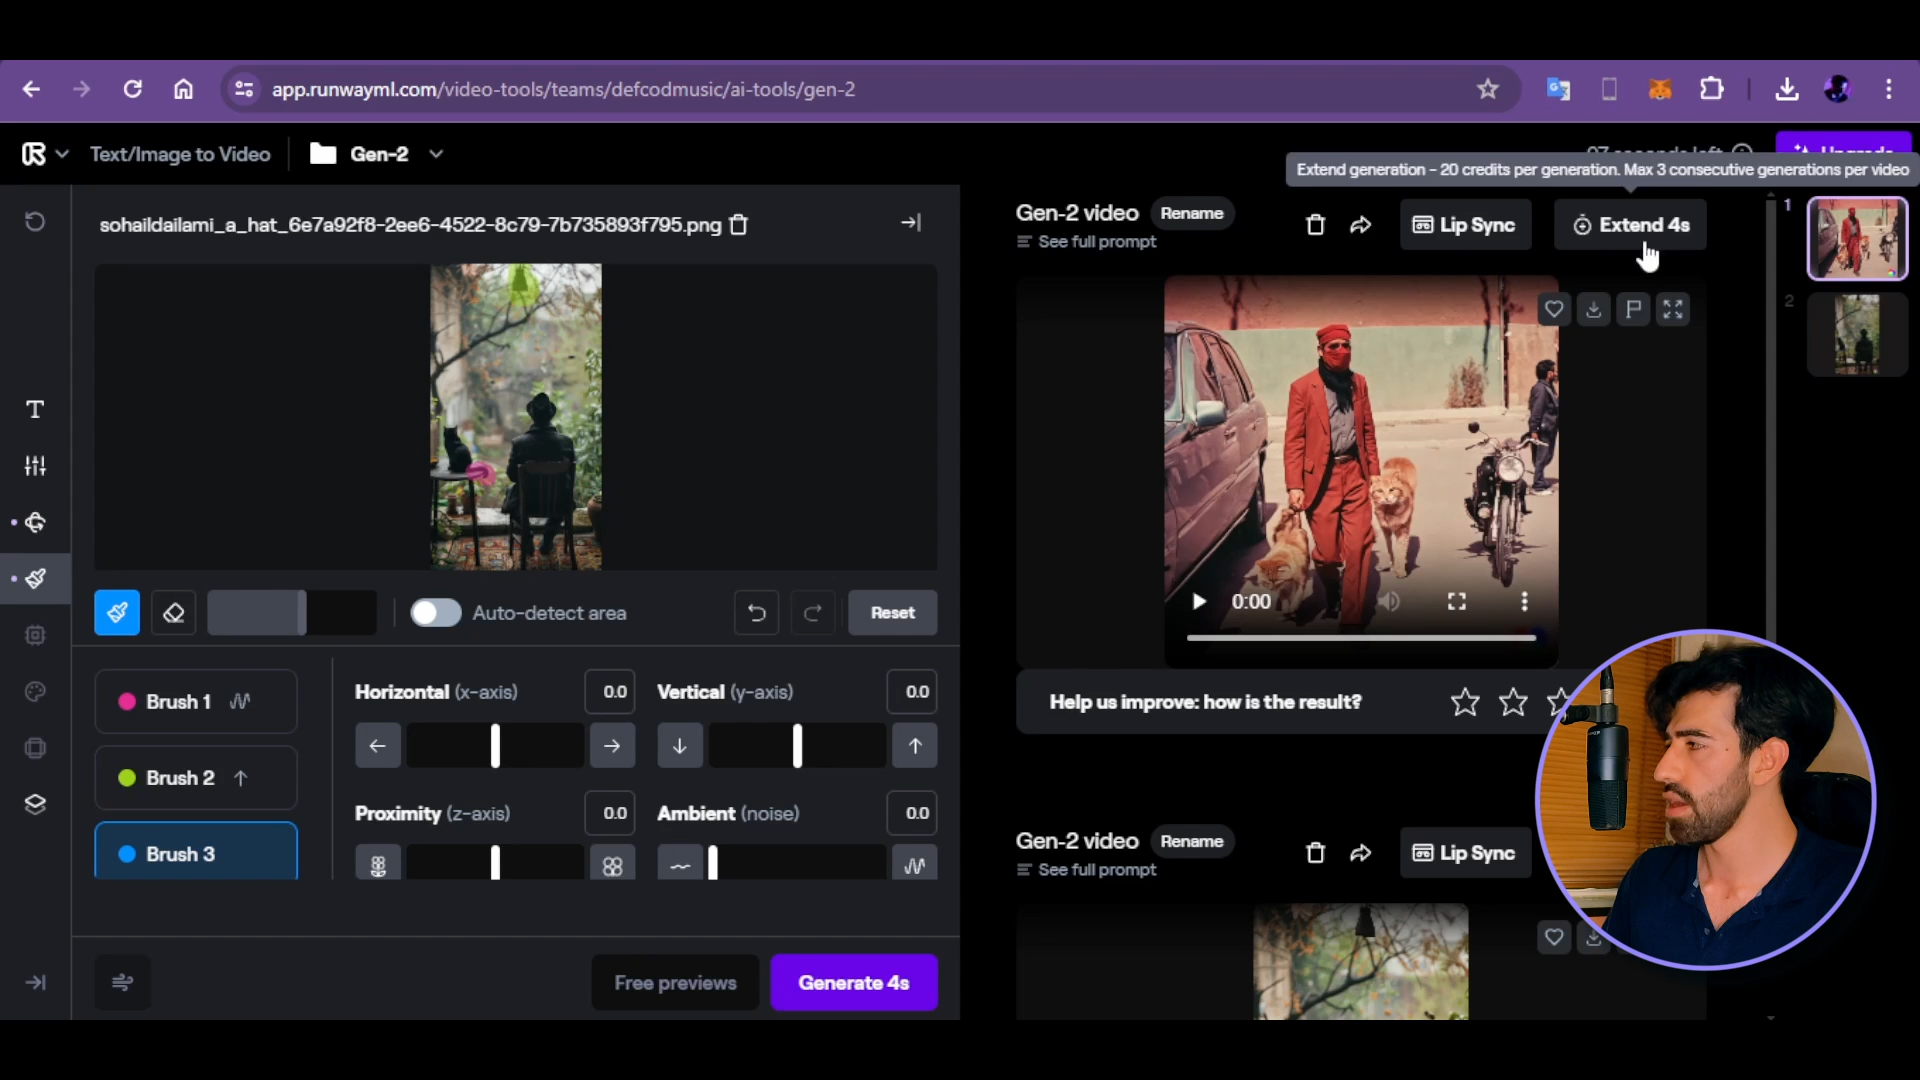 app.runwayml.com/video-tools/teams/defcodmusic/ai-tools/gen-2
Text/Image to Video
Gen-2
Extend generation – 20 credits per generation. Max 3 consecutive generations per video
sohaildailami_a_hat_6e7a92f8-2ee6-4522-8c79-7b735893f795.png
Gen-2 video Rename
See full prompt
Lip Sync
Extend 4s
1
2
0:00
Auto-detect area
Reset
Brush 1
Brush 2
Brush 3
Horizontal (x-axis) 0.0
Vertical (y-axis) 0.0
Proximity (z-axis) 0.0
Ambient (noise) 0.0
Help us improve: how is the result?
Gen-2 video Rename
See full prompt
Lip Sync
Free previews
Generate 4s